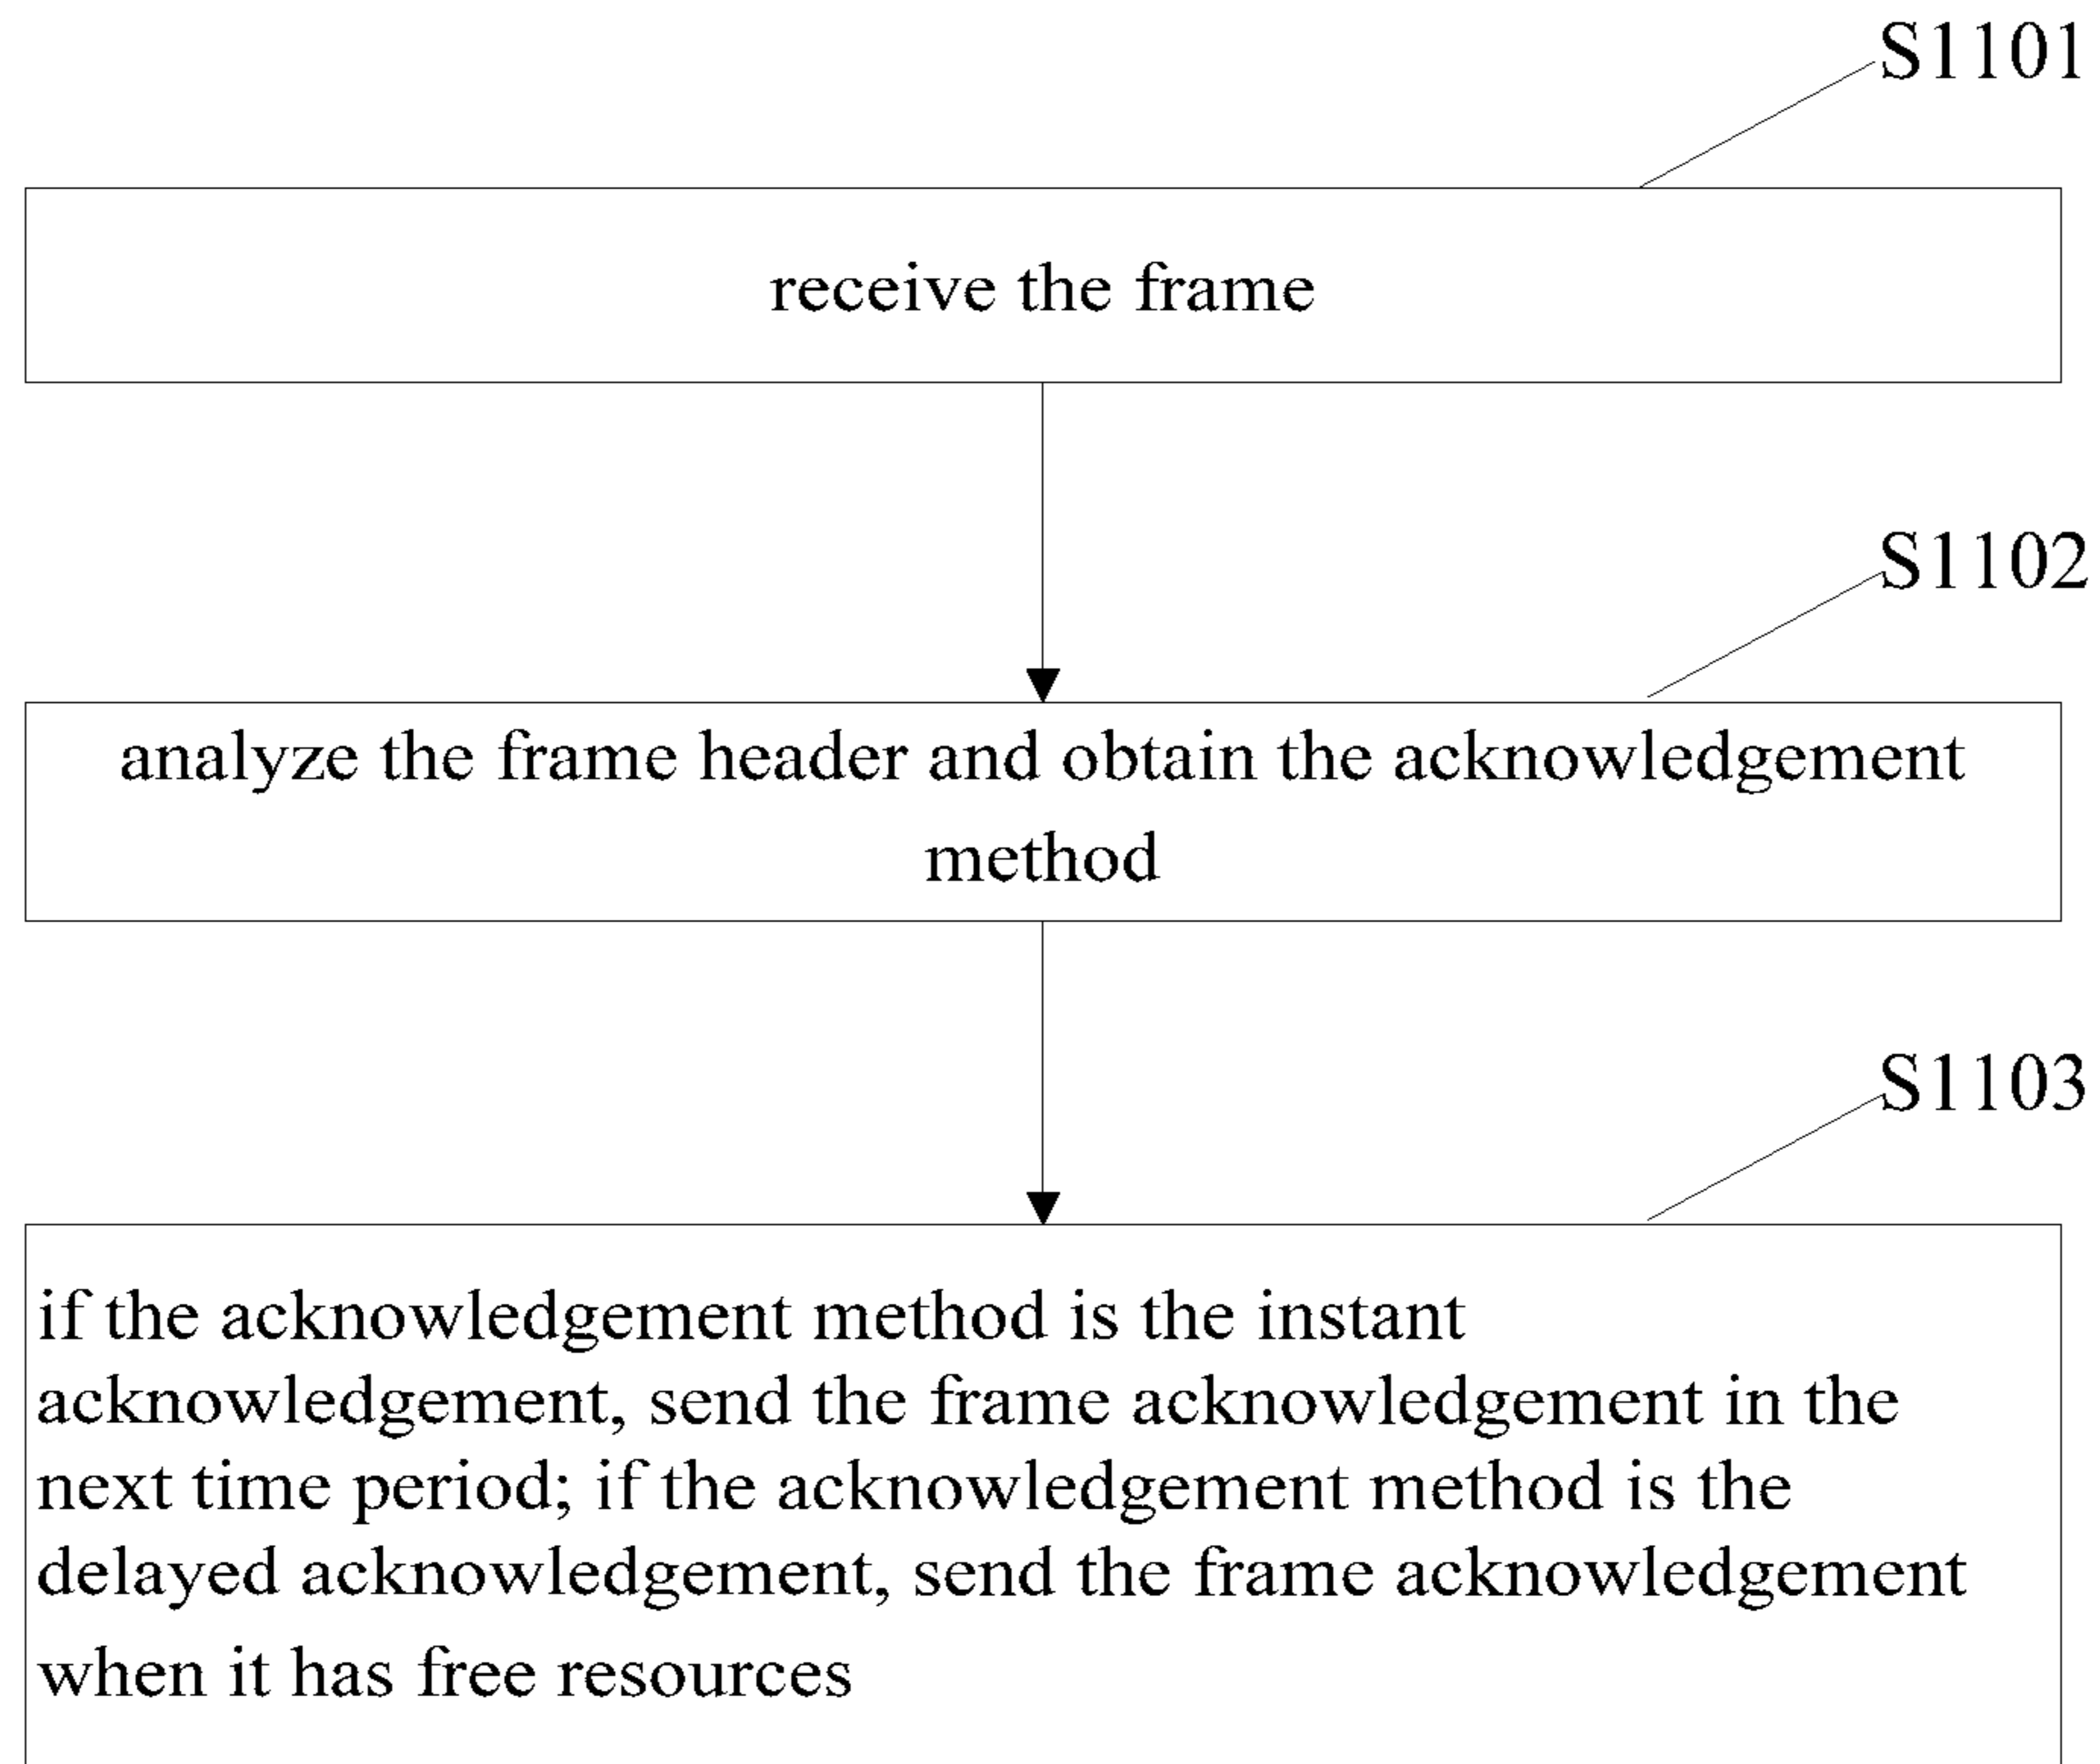 S1101
receive the frame
S1102
analyze the frame header and obtain the acknowledgement
method
S1103
if the acknowledgement method is the instant
acknowledgement, send the frame acknowledgement in the
next time period; if the acknowledgement method is the
delayed acknowledgement, send the frame acknowledgement
when it has free resources